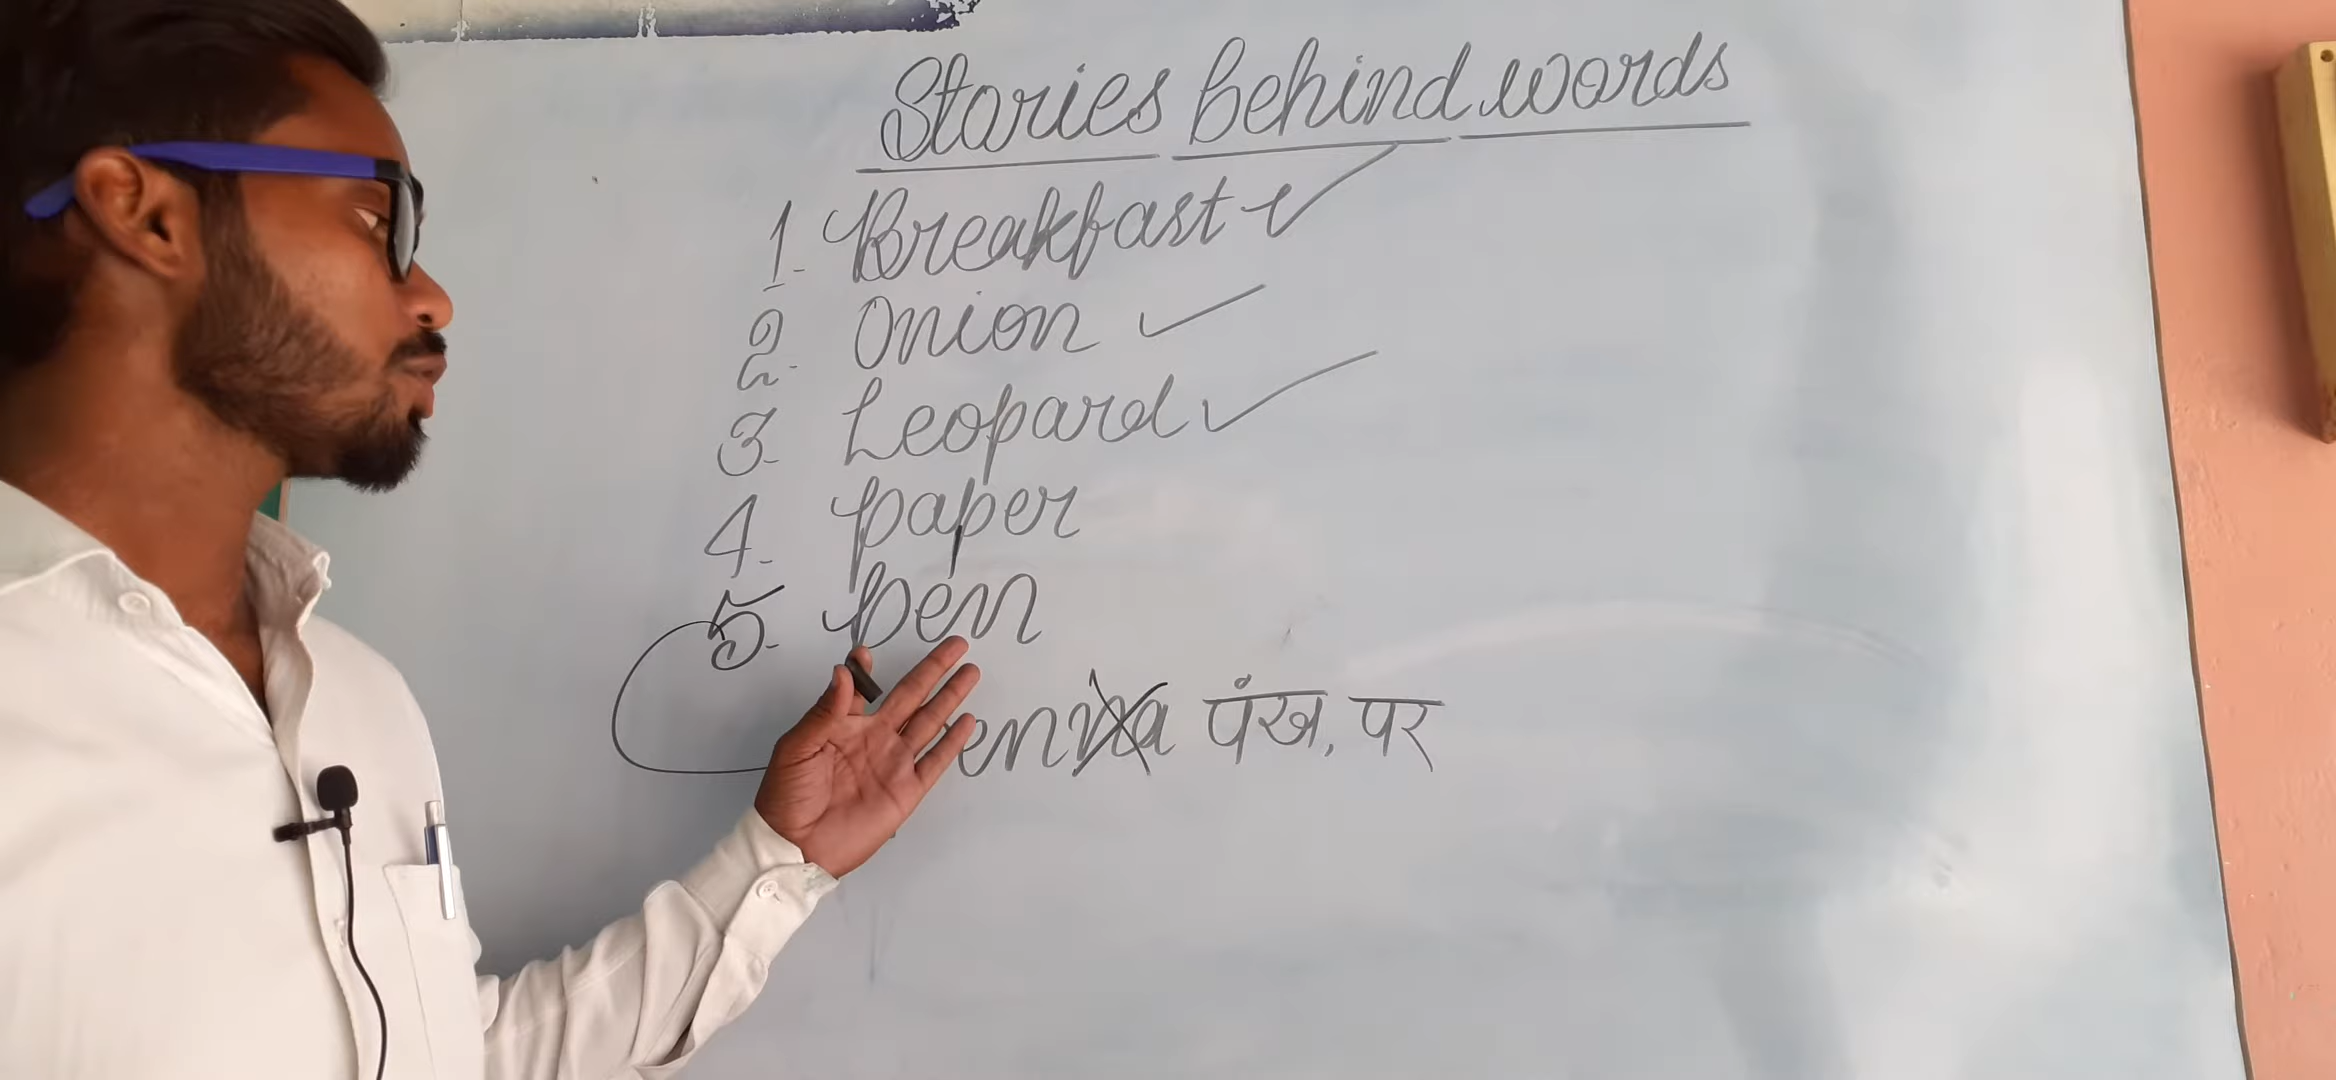 Stories behind words
1. Breakfast
2. Onion
3. Leopard
4. paper
5. pen
पंख, पर